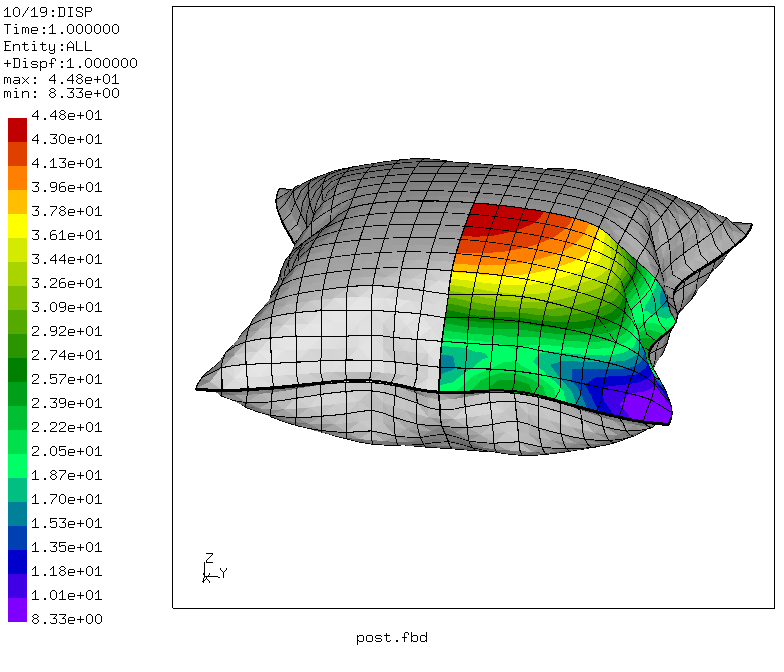 10/19:DISP
Time:1.000000
Entity:ALL
+Dispf:1.000000
max: 4.48e+01
min: 8.33e+00
4.48e+01
4.30e+01
4.13e+01
3.96e+01
3.78e+01
3.61e+01
3.44e+01
3.26e+01
3.09e+01
2.92e+01
2.74e+01
2.57e+01
2.39e+01
2.22e+01
2.05e+01
1.87e+01
1.70e+01
1.53e+01
1.35e+01
1.18e+01
1.01e+01
8.33e+00
Z
X Y
post.fbd